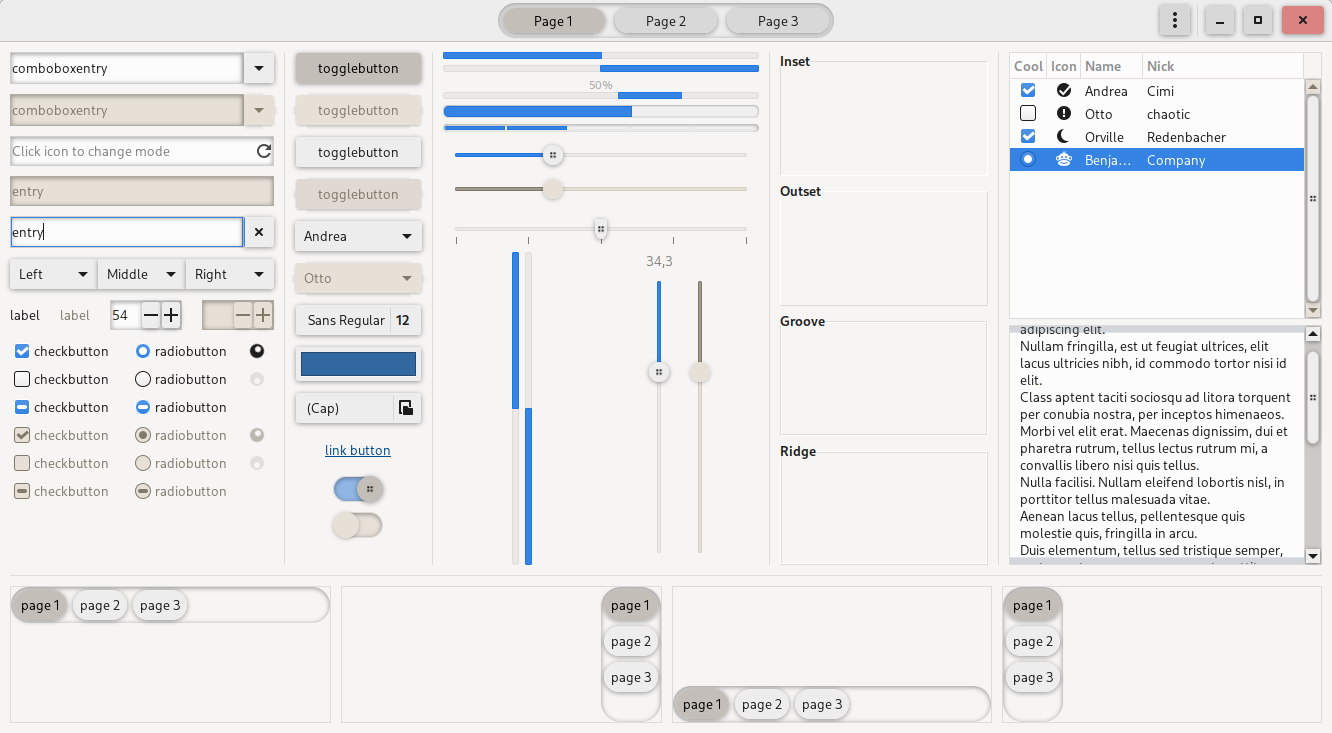 Page 1
Page 2
Page 3
comboboxentry
comboboxentry
Click icon to change mode
entry
entry
Left
Middle
Right
label
label
54
checkbutton
radiobutton
checkbutton
radiobutton
checkbutton
radiobutton
checkbutton
radiobutton
checkbutton
radiobutton
checkbutton
radiobutton
togglebutton
togglebutton
togglebutton
togglebutton
Andrea
Otto
Sans Regular 12
(Cap)
link button
50%
34,3
Inset
Outset
Groove
Ridge
Cool Icon Name Nick
Andrea Cimi
Otto chaotic
Orville Redenbacher
Benja… Company
adipiscing elit.
Nullam fringilla, est ut feugiat ultrices, elit
lacus ultricies nibh, id commodo tortor nisi id
elit.
Class aptent taciti sociosqu ad litora torquent
per conubia nostra, per inceptos himenaeos.
Morbi vel elit erat. Maecenas dignissim, dui et
pharetra rutrum, tellus lectus rutrum mi, a
convallis libero nisi quis tellus.
Nulla facilisi. Nullam eleifend lobortis nisl, in
porttitor tellus malesuada vitae.
Aenean lacus tellus, pellentesque quis
molestie quis, fringilla in arcu.
Duis elementum, tellus sed tristique semper,
page 1
page 2
page 3
page 1
page 2
page 3
page 1
page 2
page 3
page 1
page 2
page 3